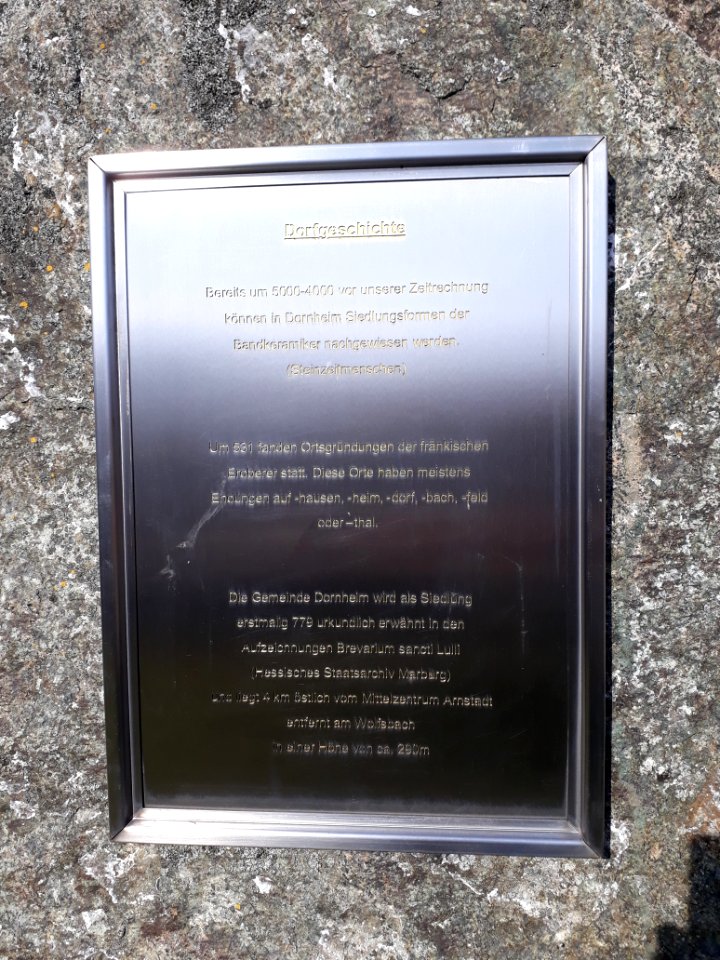 Dorfgeschichte
Bereits um 5000-4000 vor unserer Zeitrechnung
können in Dornheim Siedlungsformen der
Bandkeramiker nachgewiesen werden.
(Steinzeitmenschen)
Um 531 fanden Ortsgründungen der fränkischen
Eroberer statt. Diese Orte haben meistens
Endungen auf -hausen, -heim, -dorf, -bach, -feld
oder –thal.
Die Gemeinde Dornheim wird als Siedlung
erstmalig 779 urkundlich erwähnt in den
Aufzeichnungen Brevarium sancti Lulli
(Hessisches Staatsarchiv Marburg)
und liegt 4 km östlich vom Mittelzentrum Arnstadt
entfernt am Wolfsbach
in einer Höhe von ca. 290m